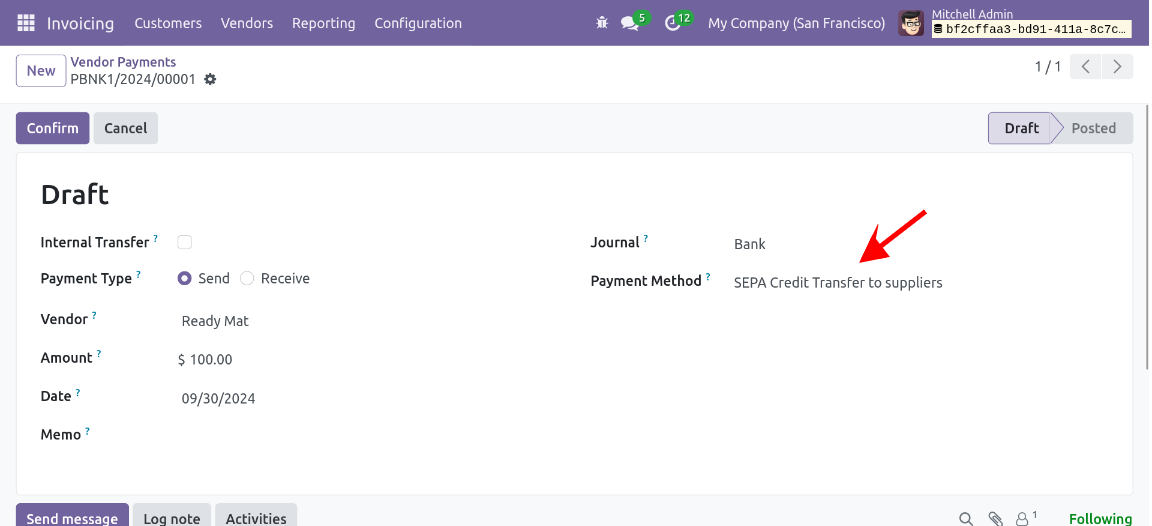 Invoicing Customers Vendors Reporting Configuration 5 12 My Company (San Francisco) Mitchell Admin
bf2cffaa3-bd91-411a-8c7c…
New Vendor Payments 1 / 1
PBNK1/2024/00001
Confirm Cancel Draft Posted
Draft
Internal Transfer ? Journal ? Bank
Payment Type ? Send Receive Payment Method ? SEPA Credit Transfer to suppliers
Vendor ? Ready Mat
Amount ? $ 100.00
Date ? 09/30/2024
Memo ?
Send message Log note Activities 1 Following